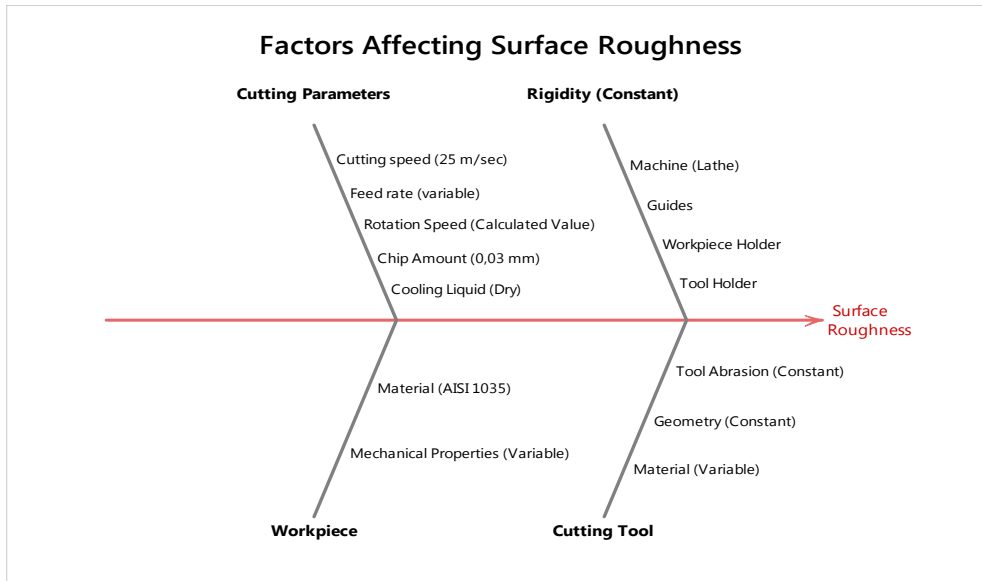 Factors Affecting Surface Roughness
Cutting Parameters
Rigidity (Constant)
Cutting speed (25 m/sec)
Feed rate (variable)
Rotation Speed (Calculated Value)
Chip Amount (0,03 mm)
Cooling Liquid (Dry)
Machine (Lathe)
Guides
Workpiece Holder
Tool Holder
Surface
Roughness
Material (AISI 1035)
Mechanical Properties (Variable)
Tool Abrasion (Constant)
Geometry (Constant)
Material (Variable)
Workpiece
Cutting Tool